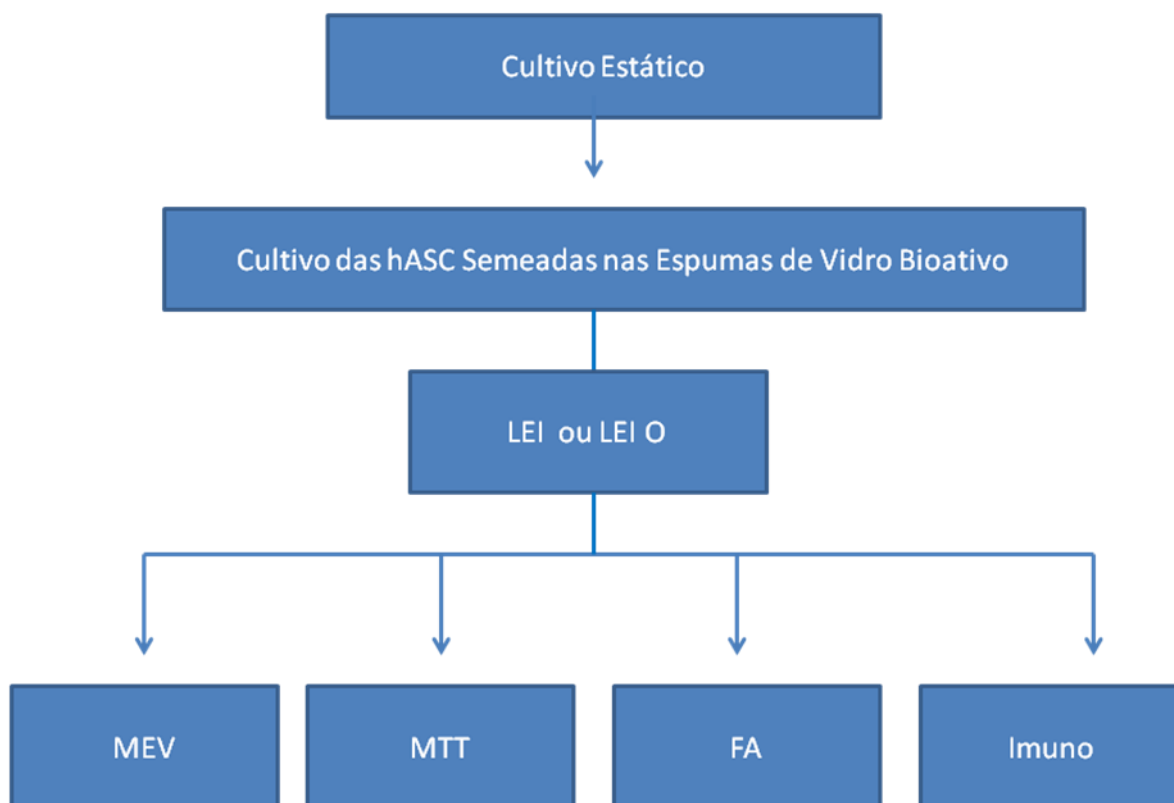 Cultivo Estático
Cultivo das hASC Semeadas nas Espumas de Vidro Bioativo
LEI ou LEI O
MEV
MTT
FA
Imuno